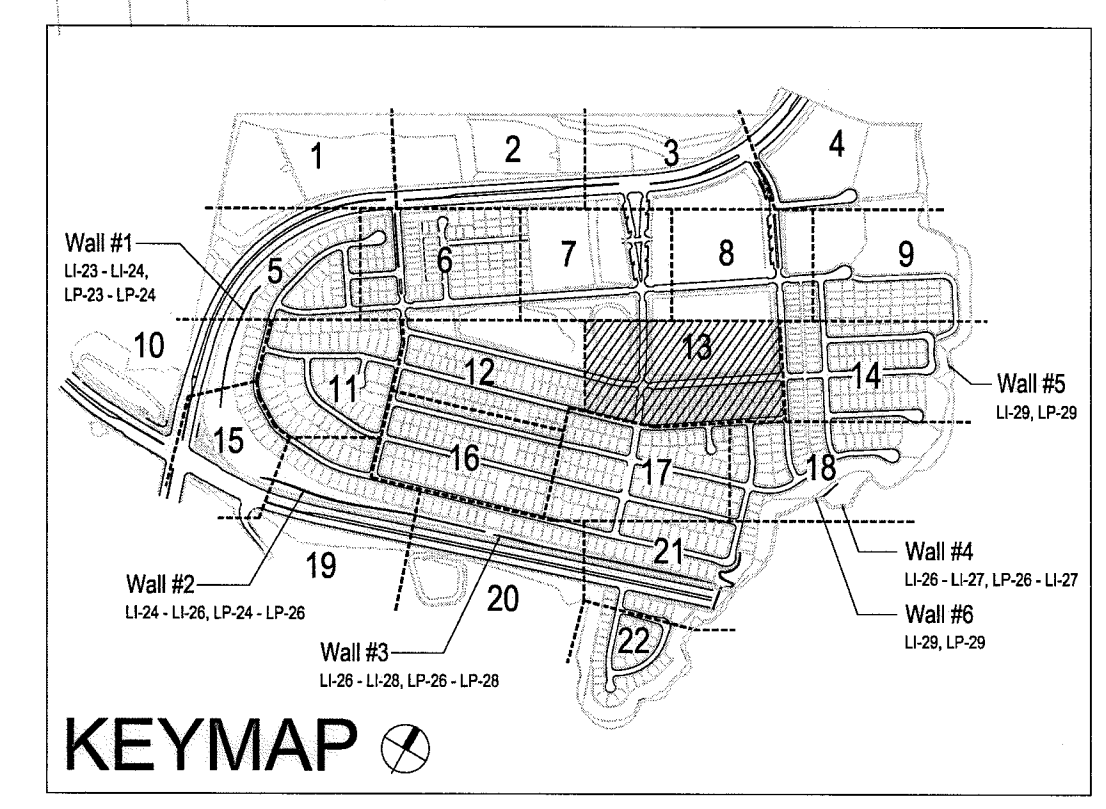 1
2
3
4
Wall #1
LI-23 - LI-24,
LP-23 - LP-24
5
6
7
8
9
10
11
12
13
14
Wall #5
LI-29, LP-29
15
16
17
18
Wall #4
LI-26 - LI-27, LP-26 - LI-27
Wall #2
LI-24 - LI-26, LP-24 - LP-26
19
20
21
Wall #6
LI-29, LP-29
22
Wall #3
LI-26 - LI-28, LP-26 - LP-28
KEYMAP